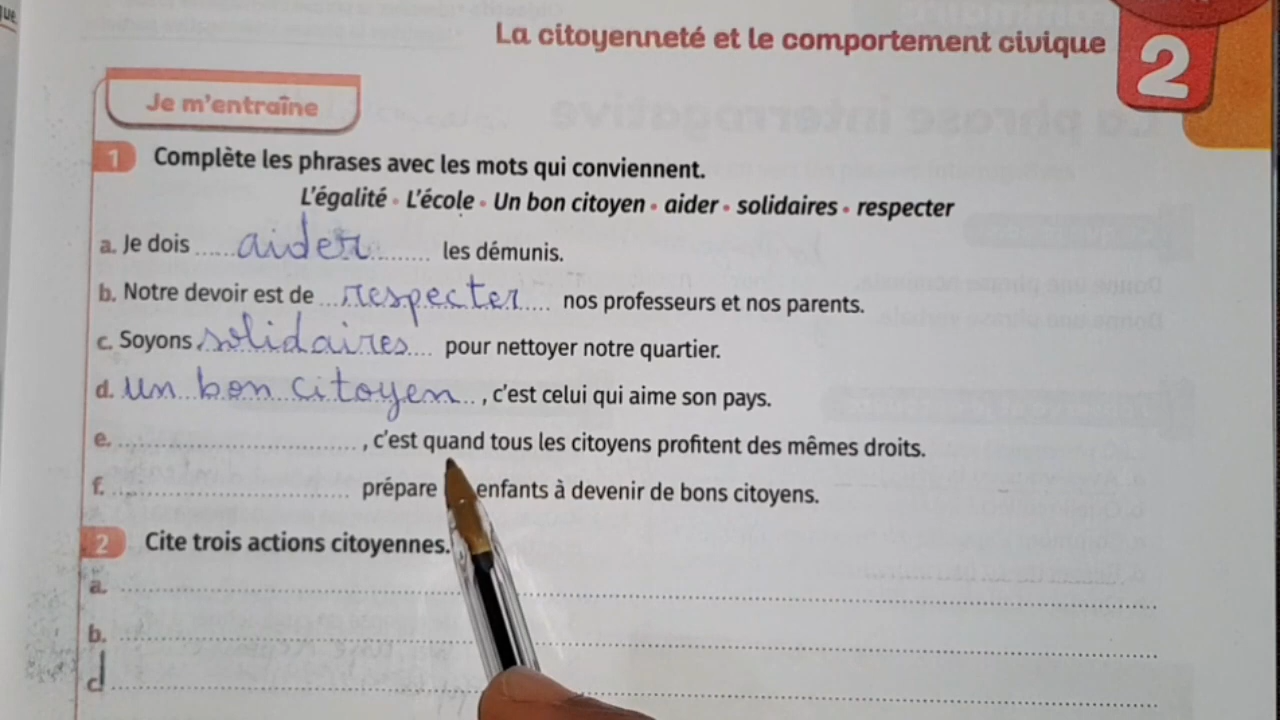 La citoyenneté et le comportement civique
2
Je m'entraîne
1 Complète les phrases avec les mots qui conviennent.
L'égalité • L'école • Un bon citoyen • aider • solidaires • respecter
a. Je dois aider les démunis.
b. Notre devoir est de respecter nos professeurs et nos parents.
c. Soyons solidaires pour nettoyer notre quartier.
d. un bon citoyen, c'est celui qui aime son pays.
e. , c'est quand tous les citoyens profitent des mêmes droits.
f. prépare enfants à devenir de bons citoyens.
2 Cite trois actions citoyennes.
a.
b.